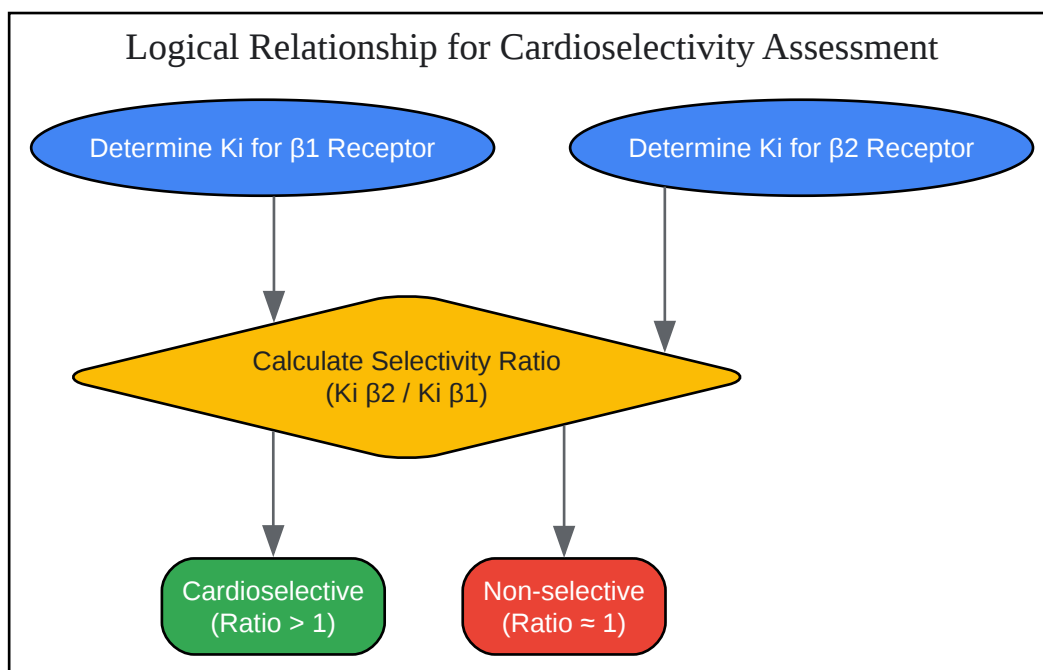 Logical Relationship for Cardioselectivity Assessment
Determine Ki for β1 Receptor
Determine Ki for β2 Receptor
Calculate Selectivity Ratio
(Ki β2 / Ki β1)
Cardioselective
(Ratio > 1)
Non-selective
(Ratio ≈ 1)